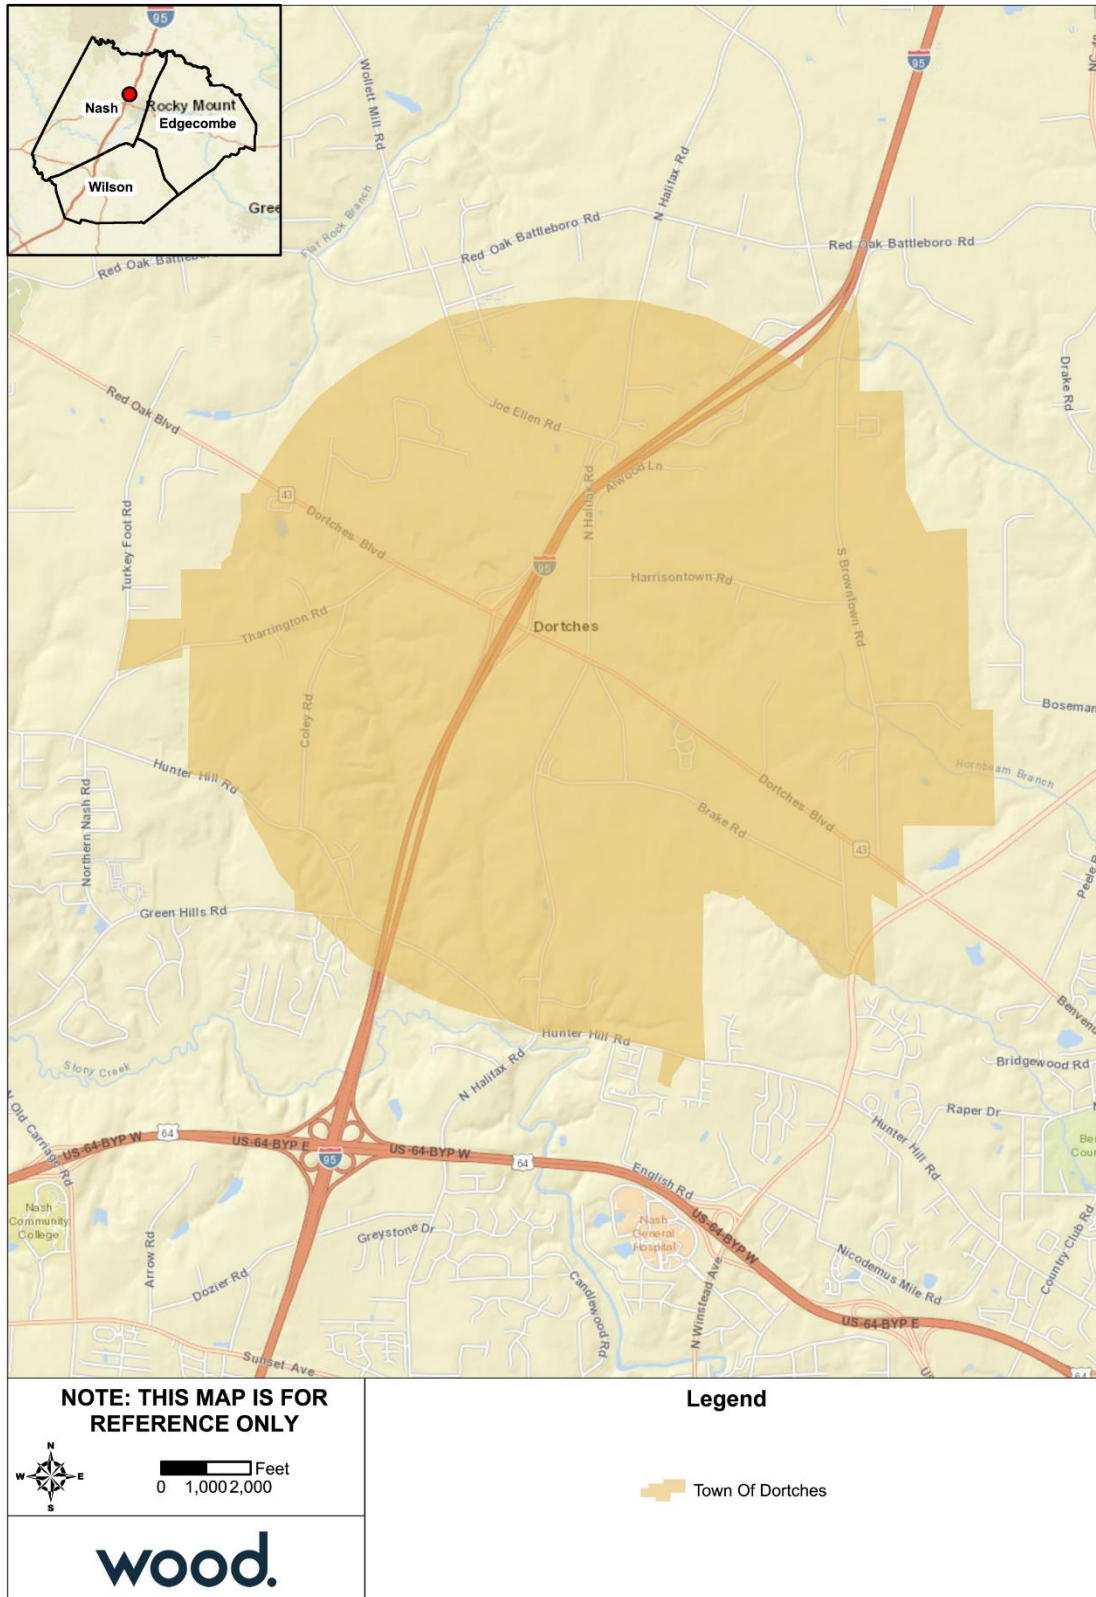 95
Nash
Rocky Mount
Edgecombe
Wilson
Gree
95
Wollett Mill Rd
N Halifax Rd
Flat Rock Branch
Red Oak Battleboro Rd
Red Oak Battleboro Rd
Red Oak Battleboro
Drake Rd
Red Oak Blvd
Joe Ellen Rd
Alwood Ln
N Halifax Rd
43
Dortches Blvd
Turkey Foot Rd
95
Harrisontown Rd
S Browntown Rd
Tharrington Rd
Dortches
Coley Rd
Boseman
Hunter Hill Rd
Hornbeam Branch
Dortches Blvd
Brake Rd
43
Northern Nash Rd
Green Hills Rd
Hunter Hill Rd
Stony Creek
N Halifax Rd
Bridgewood Rd
N Old Carriage Rd
Raper Dr
Hunter Hill Rd
64
US-64-BYP W
US-64-BYP E
US-64-BYP W
95
64
English Rd
Nash
Community
College
Nash
General
Hospital
US-64-BYP W
Country Club Rd
Arrow Rd
Greystone Dr
Dozier Rd
Candlewood Rd
N Winstead Ave
Nicodemus Mile Rd
US-64-BYP E
Sunset Ave
64
NOTE: THIS MAP IS FOR
REFERENCE ONLY
N
W E
S
Feet
0 1,000 2,000
wood.
Legend
Town Of Dortches